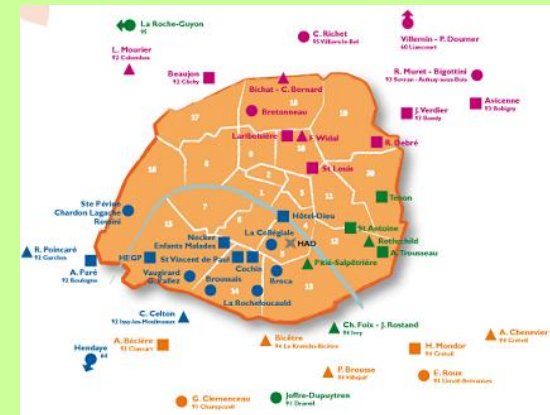 La Roche-Guyon
95
C. Richet
95 Villiers-le-Bel
Villemin - P. Doumer
60 Liancourt
L. Mourier
92 Colombes
Beaujon
92 Clichy
Bichat - C. Bernard
R. Muret - Bigottini
93 Sevran - Aulnay-sous-Bois
Avicenne
93 Bobigny
J. Verdier
93 Bondy
Bretonneau
18
17
19
Lariboisière
F. Widal
10
R. Debré
St Louis
9
8
2
16
1
3
11
20
Tenon
Ste Périne
Chardon Lagache
Rossini
7
6
15
Hôtel-Dieu
St Antoine
La Collégiale
HAD
12
Rothschild
A. Trousseau
R. Poincaré
92 Garches
Necker
Enfants Malades
HEGP
St Vincent de Paul
Cochin
5
Pitié-Salpêtrière
A. Paré
92 Boulogne
Vaugirard
G. Pallez
Broussais
14
Broca
13
La Rochefoucauld
C. Celton
92 Issy-les-Moulineaux
Ch. Foix - J. Rostand
94 Ivry
Hendaye
64
A. Béclère
92 Clamart
Bicêtre
94 Le Kremlin-Bicêtre
A. Chenevier
94 Créteil
H. Mondor
94 Créteil
P. Brousse
94 Villejuif
E. Roux
94 Limeil-Brévannes
G. Clemenceau
91 Champcueil
Joffre-Dupuytren
91 Draveil